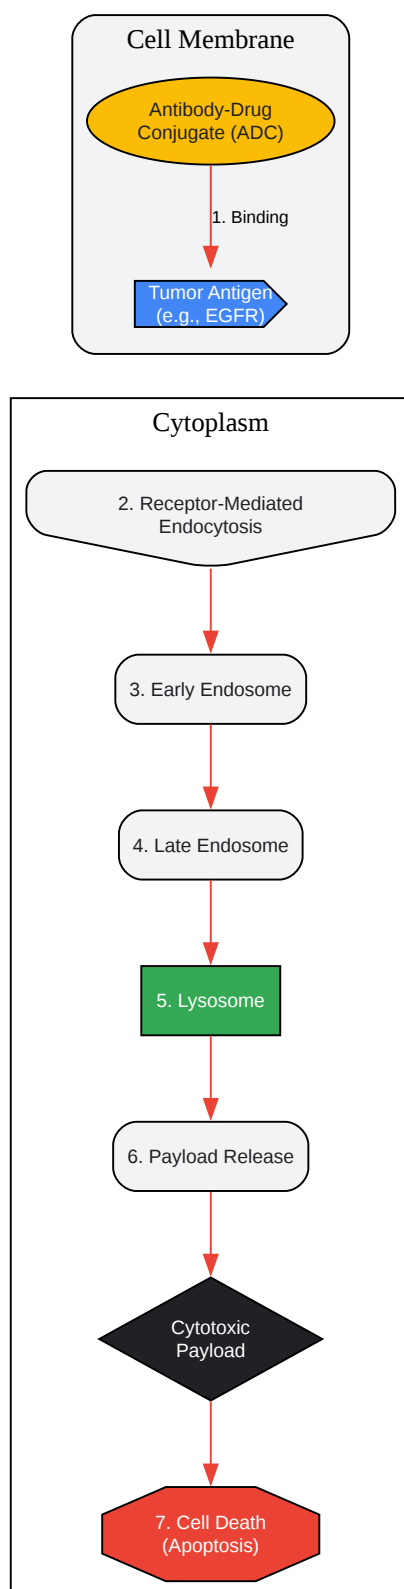 Cell Membrane
Antibody-Drug
Conjugate (ADC)
1. Binding
Tumor Antigen
(e.g., EGFR)
Cytoplasm
2. Receptor-Mediated
Endocytosis
3. Early Endosome
4. Late Endosome
5. Lysosome
6. Payload Release
Cytotoxic
Payload
7. Cell Death
(Apoptosis)